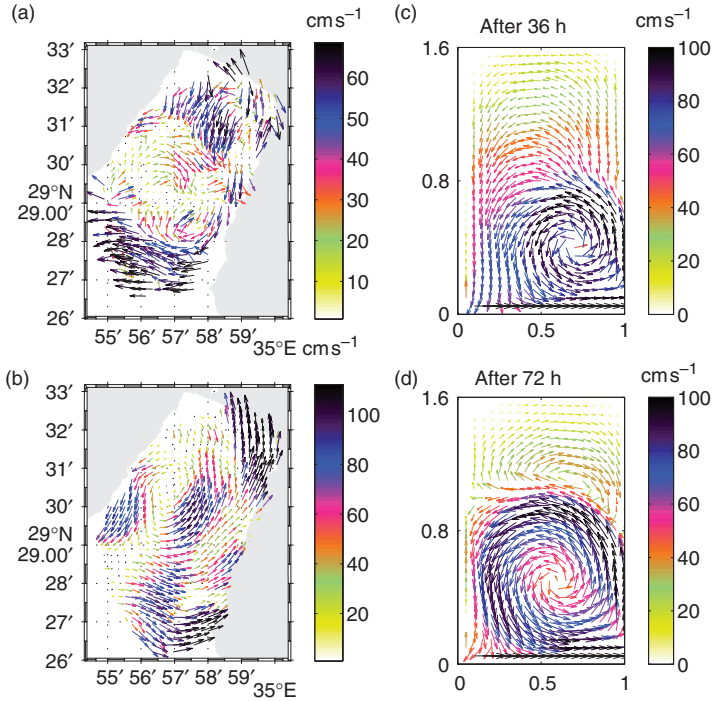 (a)
cm s⁻¹
33′
32′
31′
30′
29°N
29.00′
28′
27′
26′
55′ 56′ 57′ 58′ 59′
35°E
60
50
40
30
20
10
(b)
cm s⁻¹
33′
32′
31′
30′
29°N
29.00′
28′
27′
26′
55′ 56′ 57′ 58′ 59′
35°E
100
80
60
40
20
(c)
After 36 h
cm s⁻¹
1.6
0.8
0
0 0.5 1
100
80
60
40
20
0
(d)
After 72 h
cm s⁻¹
1.6
0.8
0
0 0.5 1
100
80
60
40
20
0